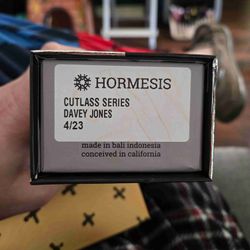 HORMESIS
CUTLASS SERIES
DAVEY JONES
4/23
made in bali indonesia
conceived in california